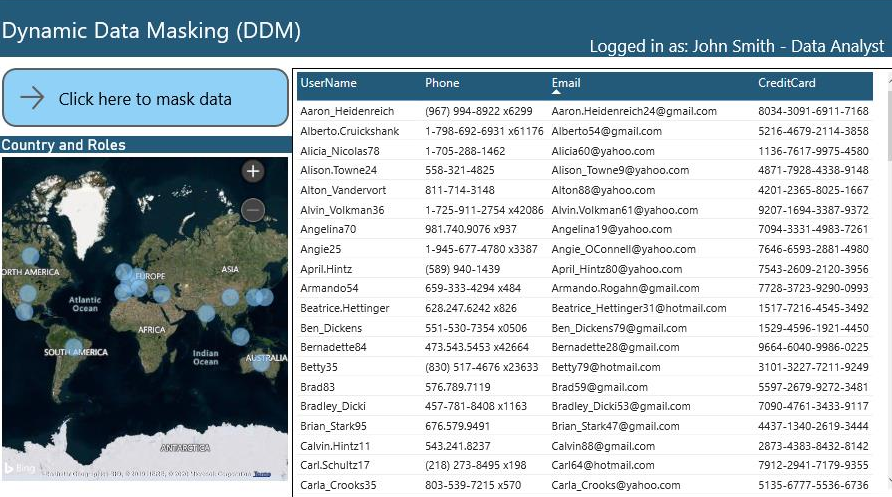 Dynamic Data Masking (DDM)
Logged in as: John Smith - Data Analyst
Click here to mask data
Country and Roles
NORTH AMERICA
EUROPE
ASIA
Atlantic
Ocean
AFRICA
SOUTH AMERICA
Indian
Ocean
AUSTRALIA
ANTARCTICA
Bing
Terms
UserName Phone Email CreditCard
Aaron_Heidenreich (967) 994-8922 x6299 Aaron.Heidenreich24@gmail.com 8034-3091-6911-7168
Alberto.Cruickshank 1-798-692-6931 x61176 Alberto54@gmail.com 5216-4679-2114-3858
Alicia_Nicolas78 1-705-288-1462 Alicia60@yahoo.com 1136-7617-9975-4580
Alison.Towne24 558-321-4825 Alison_Towne9@yahoo.com 4871-7928-4338-9148
Alton_Vandervort 811-714-3148 Alton88@yahoo.com 4201-2365-8025-1667
Alvin_Volkman36 1-725-911-2754 x42086 Alvin.Volkman61@yahoo.com 9207-1694-3387-9372
Angelina70 981.740.9076 x937 Angelina19@yahoo.com 7094-3331-4983-7261
Angie25 1-945-677-4780 x3387 Angie_OConnell@yahoo.com 7646-6593-2881-4980
April.Hintz (589) 940-1439 April_Hintz80@yahoo.com 7543-2609-2120-3956
Armando54 659-333-4294 x484 Armando.Rogahn@gmail.com 7728-3723-9290-0993
Beatrice.Hettinger 628.247.6242 x826 Beatrice_Hettinger31@hotmail.com 1517-7216-4545-3492
Ben_Dickens 551-530-7354 x0506 Ben_Dickens79@gmail.com 1529-4596-1921-4450
Bernadette84 473.543.5453 x42664 Bernadette28@gmail.com 9664-6040-9986-0225
Betty35 (830) 517-4676 x23633 Betty79@hotmail.com 3101-3227-7211-9249
Brad83 576.789.7119 Brad59@gmail.com 5597-2679-9272-3481
Bradley_Dicki 457-781-8408 x1163 Bradley_Dicki53@gmail.com 7090-4761-3433-9117
Brian_Stark95 676.579.9491 Brian_Stark47@gmail.com 4437-1340-2619-3444
Calvin.Hintz11 543.241.8237 Calvin88@gmail.com 2873-4383-8432-8142
Carl.Schultz17 (218) 273-8495 x198 Carl64@hotmail.com 7912-2941-7179-9355
Carla_Crooks35 803-539-7215 x570 Carla_Crooks@yahoo.com 5135-6777-5536-6736